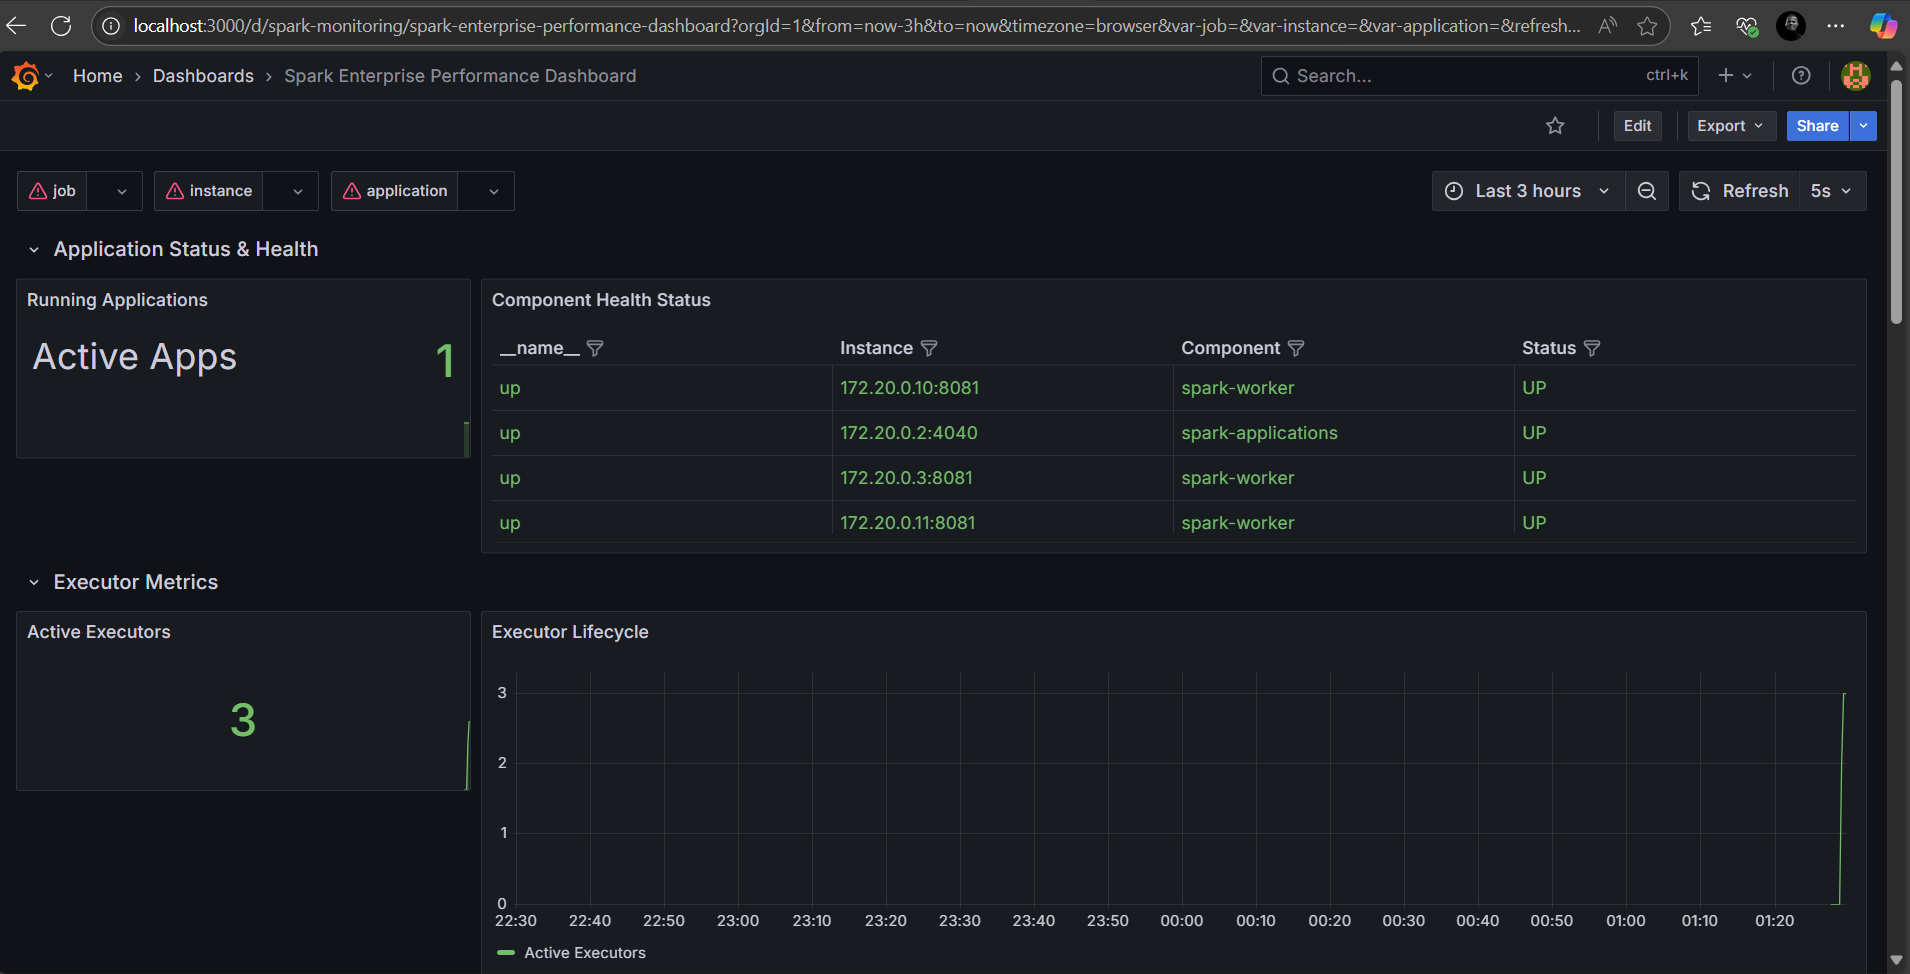 localhost:3000/d/spark-monitoring/spark-enterprise-performance-dashboard?orgId=1&from=now-3h&to=now&timezone=browser&var-job=&var-instance=&var-application=&refresh...
Home › Dashboards › Spark Enterprise Performance Dashboard
Search... ctrl+k
Edit Export Share
job instance application Last 3 hours Refresh 5s
Application Status & Health
Running Applications
Active Apps 1
Component Health Status
__name__ Instance Component Status
up 172.20.0.10:8081 spark-worker UP
up 172.20.0.2:4040 spark-applications UP
up 172.20.0.3:8081 spark-worker UP
up 172.20.0.11:8081 spark-worker UP
Executor Metrics
Active Executors
3
Executor Lifecycle
3
2
1
0
22:30 22:40 22:50 23:00 23:10 23:20 23:30 23:40 23:50 00:00 00:10 00:20 00:30 00:40 00:50 01:00 01:10 01:20
Active Executors